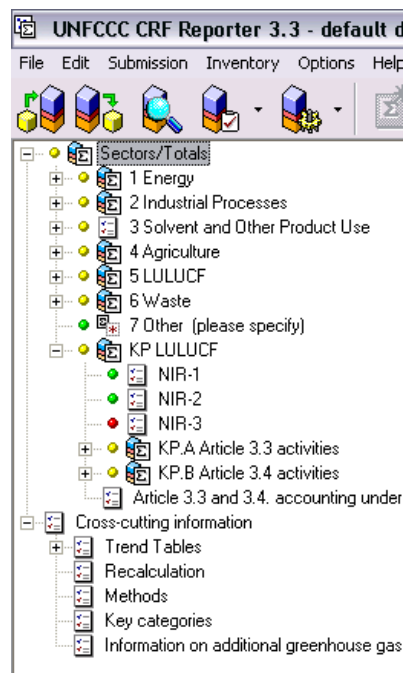 UNFCCC CRF Reporter 3.3 - default d
File Edit Submission Inventory Options Help
Sectors/Totals
1 Energy
2 Industrial Processes
3 Solvent and Other Product Use
4 Agriculture
5 LULUCF
6 Waste
7 Other (please specify)
KP LULUCF
NIR-1
NIR-2
NIR-3
KP.A Article 3.3 activities
KP.B Article 3.4 activities
Article 3.3 and 3.4. accounting under
Cross-cutting information
Trend Tables
Recalculation
Methods
Key categories
Information on additional greenhouse gas